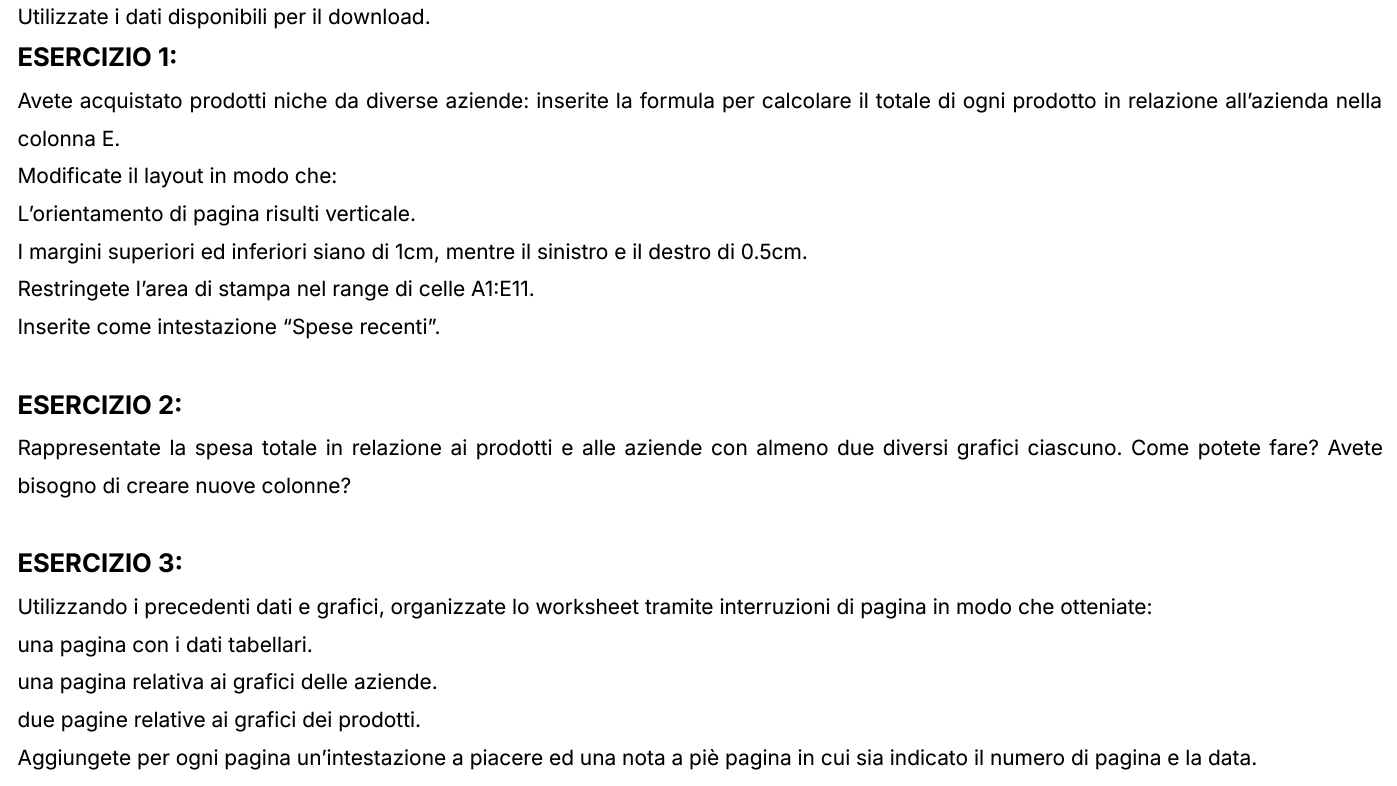 Utilizzate i dati disponibili per il download.
ESERCIZIO 1:
Avete acquistato prodotti niche da diverse aziende: inserite la formula per calcolare il totale di ogni prodotto in relazione all’azienda nella
colonna E.
Modificate il layout in modo che:
L’orientamento di pagina risulti verticale.
I margini superiori ed inferiori siano di 1cm, mentre il sinistro e il destro di 0.5cm.
Restringete l’area di stampa nel range di celle A1:E11.
Inserite come intestazione “Spese recenti”.
ESERCIZIO 2:
Rappresentate la spesa totale in relazione ai prodotti e alle aziende con almeno due diversi grafici ciascuno. Come potete fare? Avete
bisogno di creare nuove colonne?
ESERCIZIO 3:
Utilizzando i precedenti dati e grafici, organizzate lo worksheet tramite interruzioni di pagina in modo che otteniate:
una pagina con i dati tabellari.
una pagina relativa ai grafici delle aziende.
due pagine relative ai grafici dei prodotti.
Aggiungete per ogni pagina un’intestazione a piacere ed una nota a piè pagina in cui sia indicato il numero di pagina e la data.